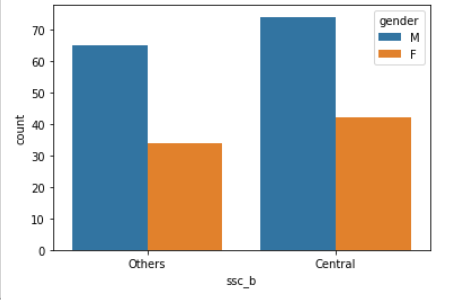 gender
M
F
70
60
50
40
30
20
10
0
count
Others Central
ssc_b